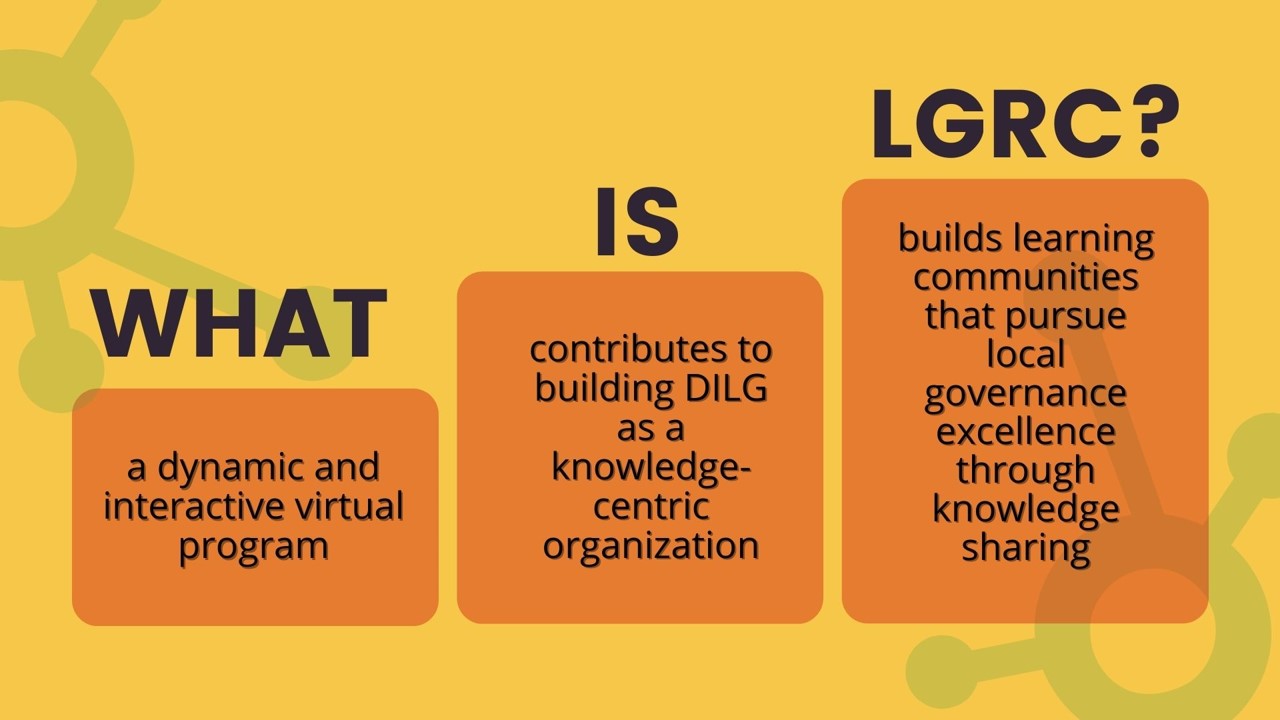 WHAT
a dynamic and
interactive virtual
program
IS
contributes to
building DILG
as a
knowledge-
centric
organization
LGRC?
builds learning
communities
that pursue
local
governance
excellence
through
knowledge
sharing